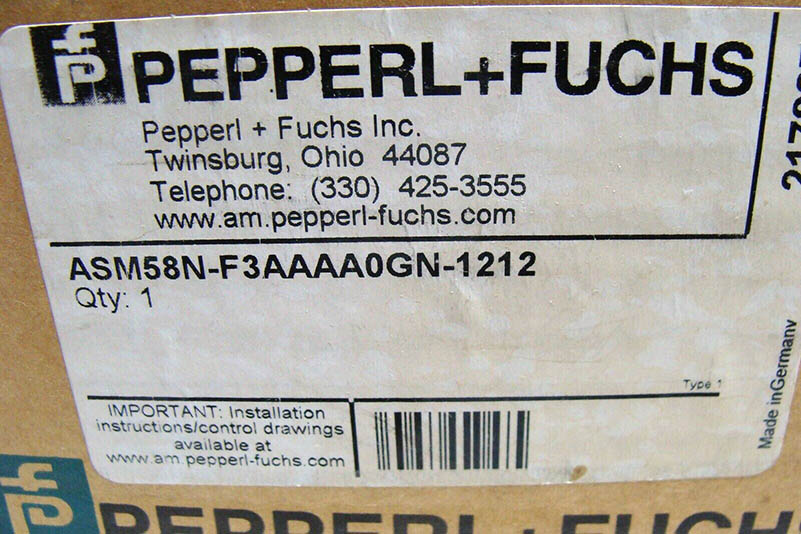 PEPPERL+FUCHS
Pepperl + Fuchs Inc.
Twinsburg, Ohio 44087
Telephone: (330) 425-3555
www.am.pepperl-fuchs.com
ASM58N-F3AAAA0GN-1212
Qty: 1
Type 1
Made inGermany
IMPORTANT: Installation
instructions/control drawings
available at
www.am.pepperl-fuchs.com
PEPPERL+FUCHS